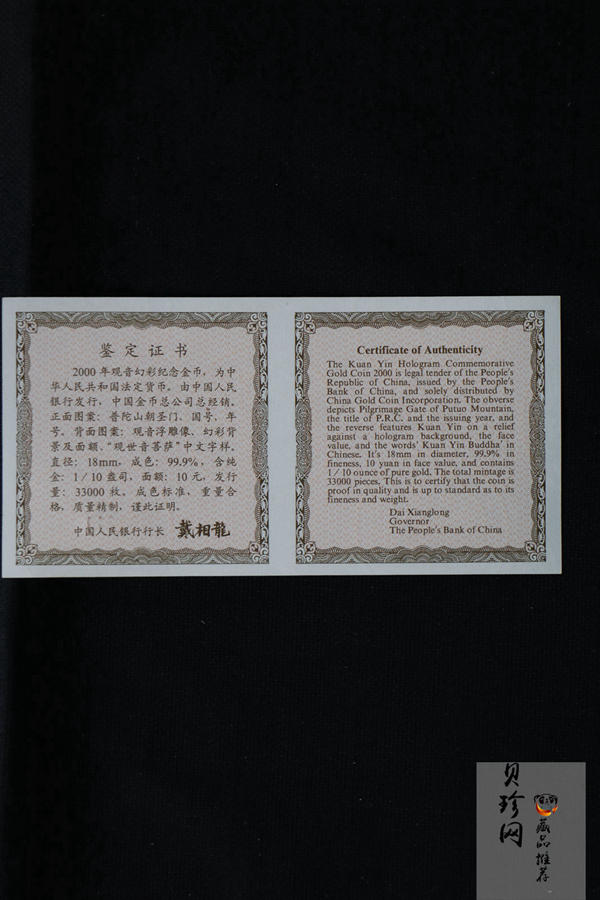 鉴定证书
2000年观音幻彩纪念金币，为中
华人民共和国法定货币。由中国人民
银行发行，中国金币总公司总经销。
正面图案：普陀山朝圣门、国号、年
号。背面图案：观音浮雕像、幻彩背
景及面额、“观世音菩萨”中文字样。
直径：18mm，成色：99.9%，含纯
金：1/10盎司，面额：10元，发行
量：33000枚。成色标准，重量合
格，质量精制，谨此证明。
中国人民银行行长 戴相龍
Certificate of Authenticity
The Kuan Yin Hologram Commemorative
Gold Coin 2000 is legal tender of the People's
Republic of China, issued by the People's
Bank of China, and solely distributed by
China Gold Coin Incorporation. The obverse
depicts Pilgrimage Gate of Putuo Mountain,
the title of P.R.C. and the issuing year, and
the reverse features Kuan Yin on a relief
against a hologram background, the face
value, and the words' Kuan Yin Buddha' in
Chinese. It's 18mm in diameter, 99.9% in
fineness, 10 yuan in face value, and contains
1/10 ounce of pure gold. The total mintage is
33000 pieces. This is to certify that the coin is
proof in quality and is up to standard as to its
fineness and weight.
Dai Xianglong
Governor
The People's Bank of China
贝珍网
藏品推荐